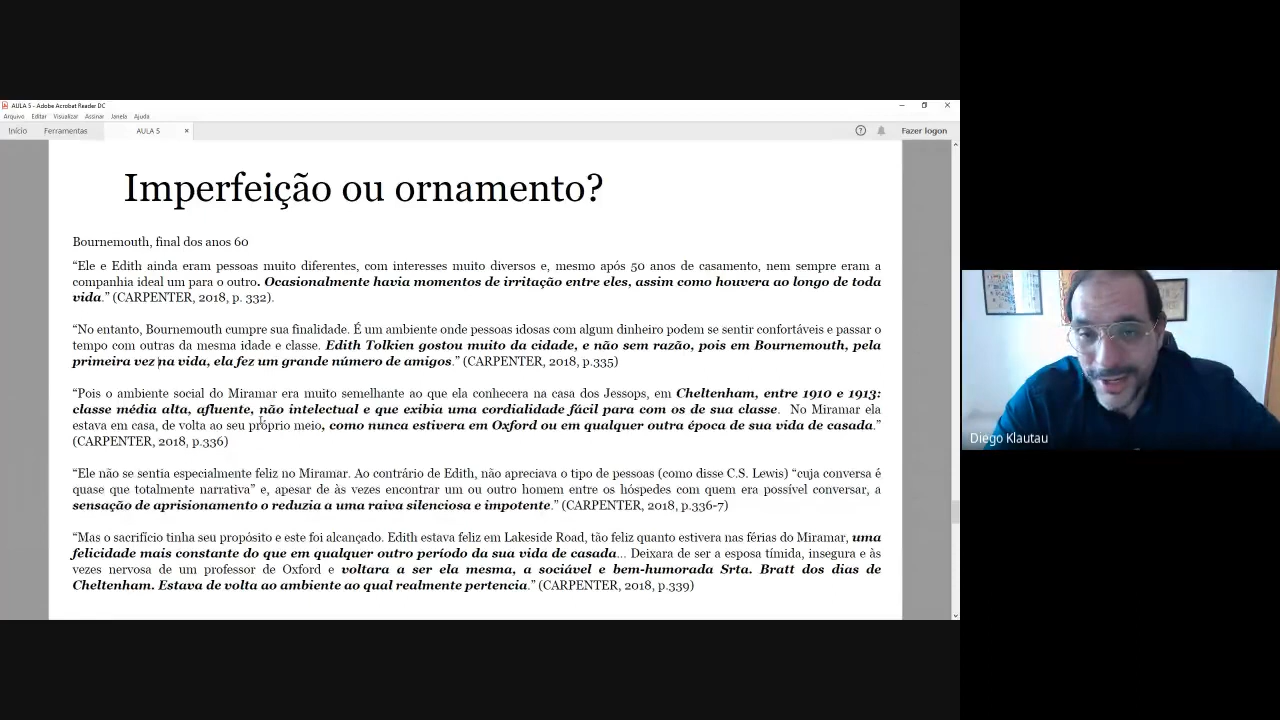 AULA 5 - Adobe Acrobat Reader DC
Arquivo Editar Visualizar Assinar Janela Ajuda
Início Ferramentas AULA 5 × Fazer logon
Imperfeição ou ornamento?
Bournemouth, final dos anos 60
“Ele e Edith ainda eram pessoas muito diferentes, com interesses muito diversos e, mesmo após 50 anos de casamento, nem sempre eram a
companhia ideal um para o outro. Ocasionalmente havia momentos de irritação entre eles, assim como houvera ao longo de toda
vida.” (CARPENTER, 2018, p. 332).
“No entanto, Bournemouth cumpre sua finalidade. É um ambiente onde pessoas idosas com algum dinheiro podem se sentir confortáveis e passar o
tempo com outras da mesma idade e classe. Edith Tolkien gostou muito da cidade, e não sem razão, pois em Bournemouth, pela
primeira vez na vida, ela fez um grande número de amigos.” (CARPENTER, 2018, p.335)
“Pois o ambiente social do Miramar era muito semelhante ao que ela conhecera na casa dos Jessops, em Cheltenham, entre 1910 e 1913:
classe média alta, afluente, não intelectual e que exibia uma cordialidade fácil para com os de sua classe. No Miramar ela
estava em casa, de volta ao seu próprio meio, como nunca estivera em Oxford ou em qualquer outra época de sua vida de casada.”
(CARPENTER, 2018, p.336)
“Ele não se sentia especialmente feliz no Miramar. Ao contrário de Edith, não apreciava o tipo de pessoas (como disse C.S. Lewis) “cuja conversa é
quase que totalmente narrativa” e, apesar de às vezes encontrar um ou outro homem entre os hóspedes com quem era possível conversar, a
sensação de aprisionamento o reduzia a uma raiva silenciosa e impotente.” (CARPENTER, 2018, p.336-7)
“Mas o sacrifício tinha seu propósito e este foi alcançado. Edith estava feliz em Lakeside Road, tão feliz quanto estivera nas férias do Miramar, uma
felicidade mais constante do que em qualquer outro período da sua vida de casada... Deixara de ser a esposa tímida, insegura e às
vezes nervosa de um professor de Oxford e voltara a ser ela mesma, a sociável e bem-humorada Srta. Bratt dos dias de
Cheltenham. Estava de volta ao ambiente ao qual realmente pertencia.” (CARPENTER, 2018, p.339)
Diego Klautau